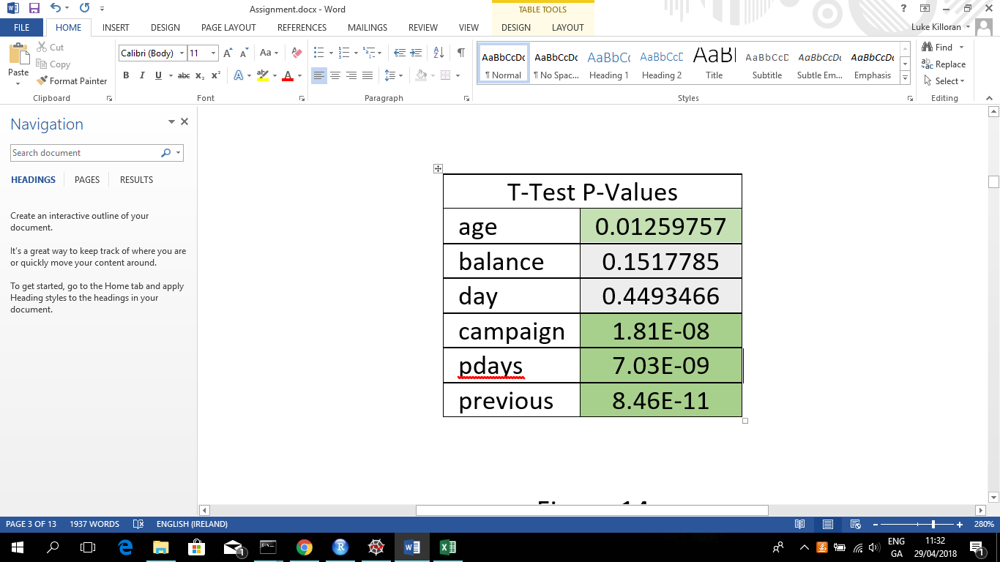 Assignment.docx - Word
TABLE TOOLS
?
FILE HOME INSERT DESIGN PAGE LAYOUT REFERENCES MAILINGS REVIEW VIEW DESIGN LAYOUT
Luke Killoran
Paste
Cut
Copy
Format Painter
Clipboard
Calibri (Body) 11
Aa
B I U abc x2 x2 A ab A
Font
Paragraph
AaBbCcDc AaBbCcDc AaBbCc AaBbCcD AaBl AaBbCcD AaBbCcDc AaBbCcDc
¶ Normal ¶ No Spac... Heading 1 Heading 2 Title Subtitle Subtle Em... Emphasis
Styles
Find
Replace
Select
Editing
Navigation
Search document
HEADINGS PAGES RESULTS
Create an interactive outline of your
document.
It's a great way to keep track of where you are
or quickly move your content around.
To get started, go to the Home tab and apply
Heading styles to the headings in your
document.
T-Test P-Values
age 0.01259757
balance 0.1517785
day 0.4493466
campaign 1.81E-08
pdays 7.03E-09
previous 8.46E-11
PAGE 3 OF 13 1937 WORDS ENGLISH (IRELAND)
280%
ENG
GA
11:32
29/04/2018